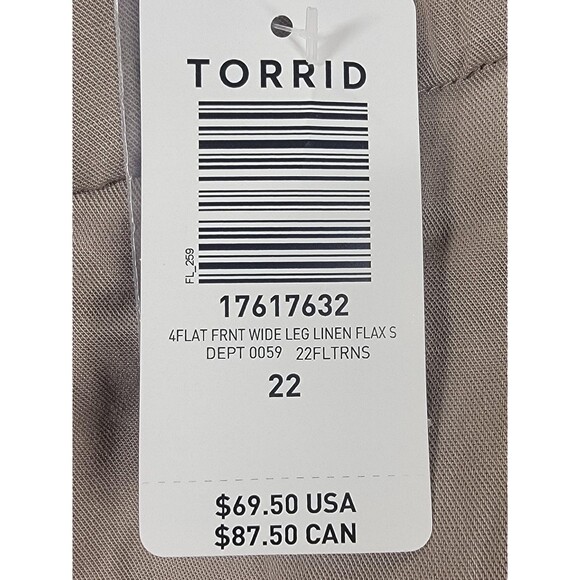 TORRID
FL_259
17617632
4FLAT FRNT WIDE LEG LINEN FLAX S
DEPT 0059 22FLTRNS
22
$69.50 USA
$87.50 CAN